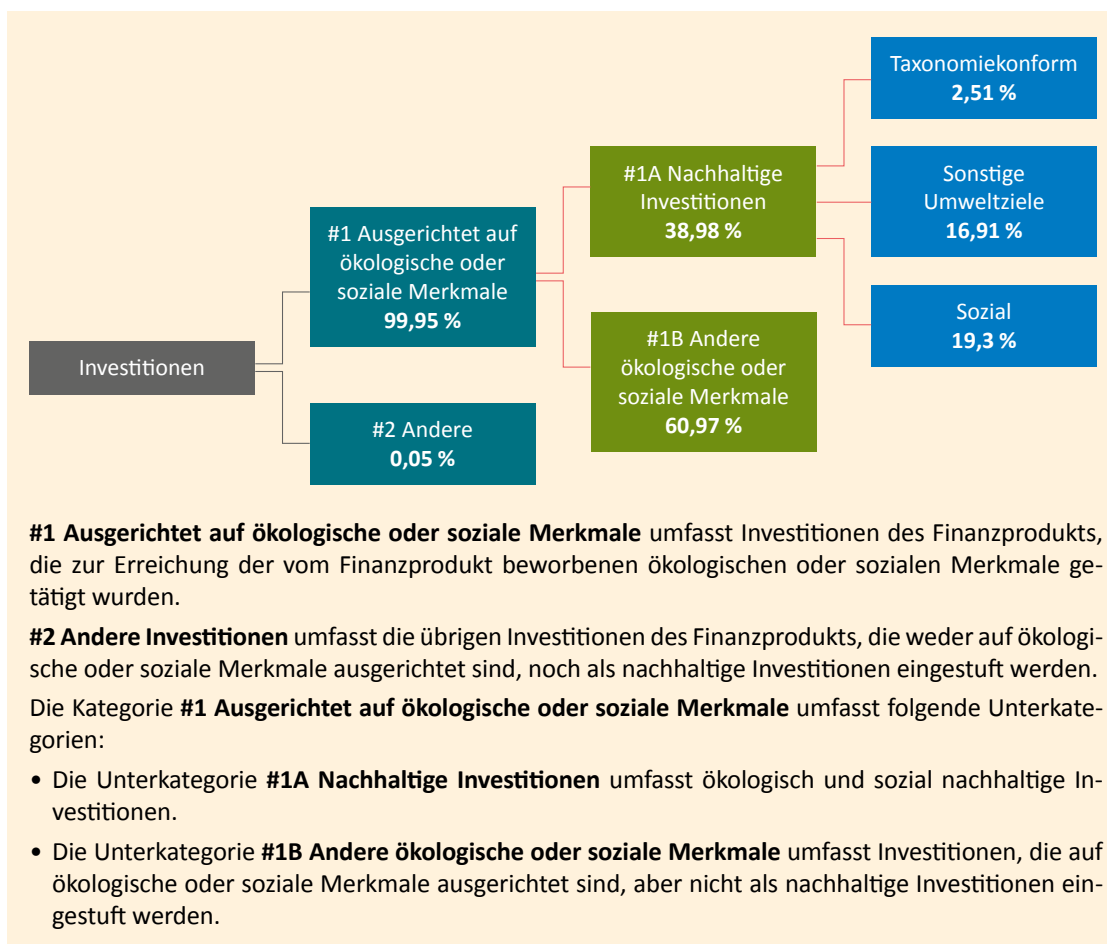 Taxonomiekonform
2,51 %
#1A Nachhaltige
Investitionen
38,98 %
Sonstige
Umweltziele
16,91 %
#1 Ausgerichtet auf
ökologische oder
soziale Merkmale
99,95 %
Sozial
19,3 %
#1B Andere
ökologische oder
soziale Merkmale
60,97 %
Investitionen
#2 Andere
0,05 %
#1 Ausgerichtet auf ökologische oder soziale Merkmale umfasst Investitionen des Finanzprodukts,
die zur Erreichung der vom Finanzprodukt beworbenen ökologischen oder sozialen Merkmale ge-
tätigt wurden.
#2 Andere Investitionen umfasst die übrigen Investitionen des Finanzprodukts, die weder auf ökologi-
sche oder soziale Merkmale ausgerichtet sind, noch als nachhaltige Investitionen eingestuft werden.
Die Kategorie #1 Ausgerichtet auf ökologische oder soziale Merkmale umfasst folgende Unterkate-
gorien:
• Die Unterkategorie #1A Nachhaltige Investitionen umfasst ökologisch und sozial nachhaltige In-
vestitionen.
• Die Unterkategorie #1B Andere ökologische oder soziale Merkmale umfasst Investitionen, die auf
ökologische oder soziale Merkmale ausgerichtet sind, aber nicht als nachhaltige Investitionen ein-
gestuft werden.